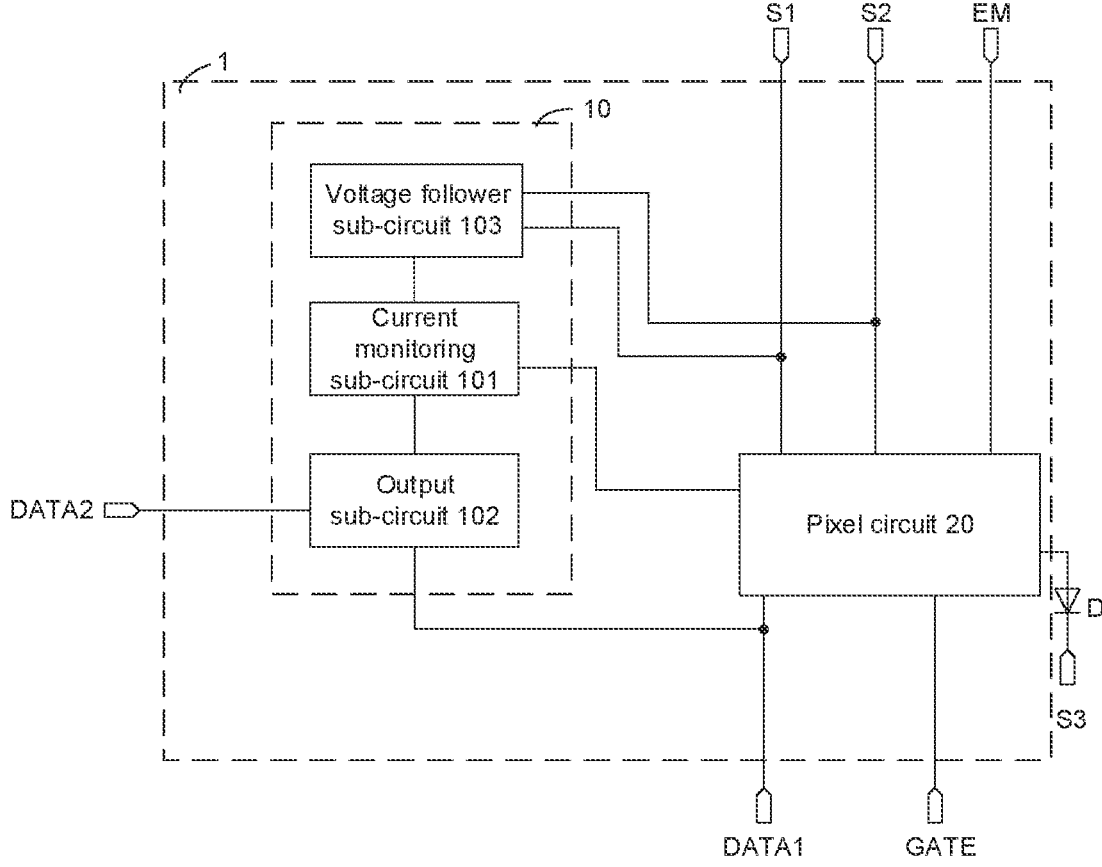 S1
S2
EM
1
10
Voltage follower
sub-circuit 103
Current
monitoring
sub-circuit 101
Output
sub-circuit 102
DATA2
Pixel circuit 20
D
S3
DATA1
GATE